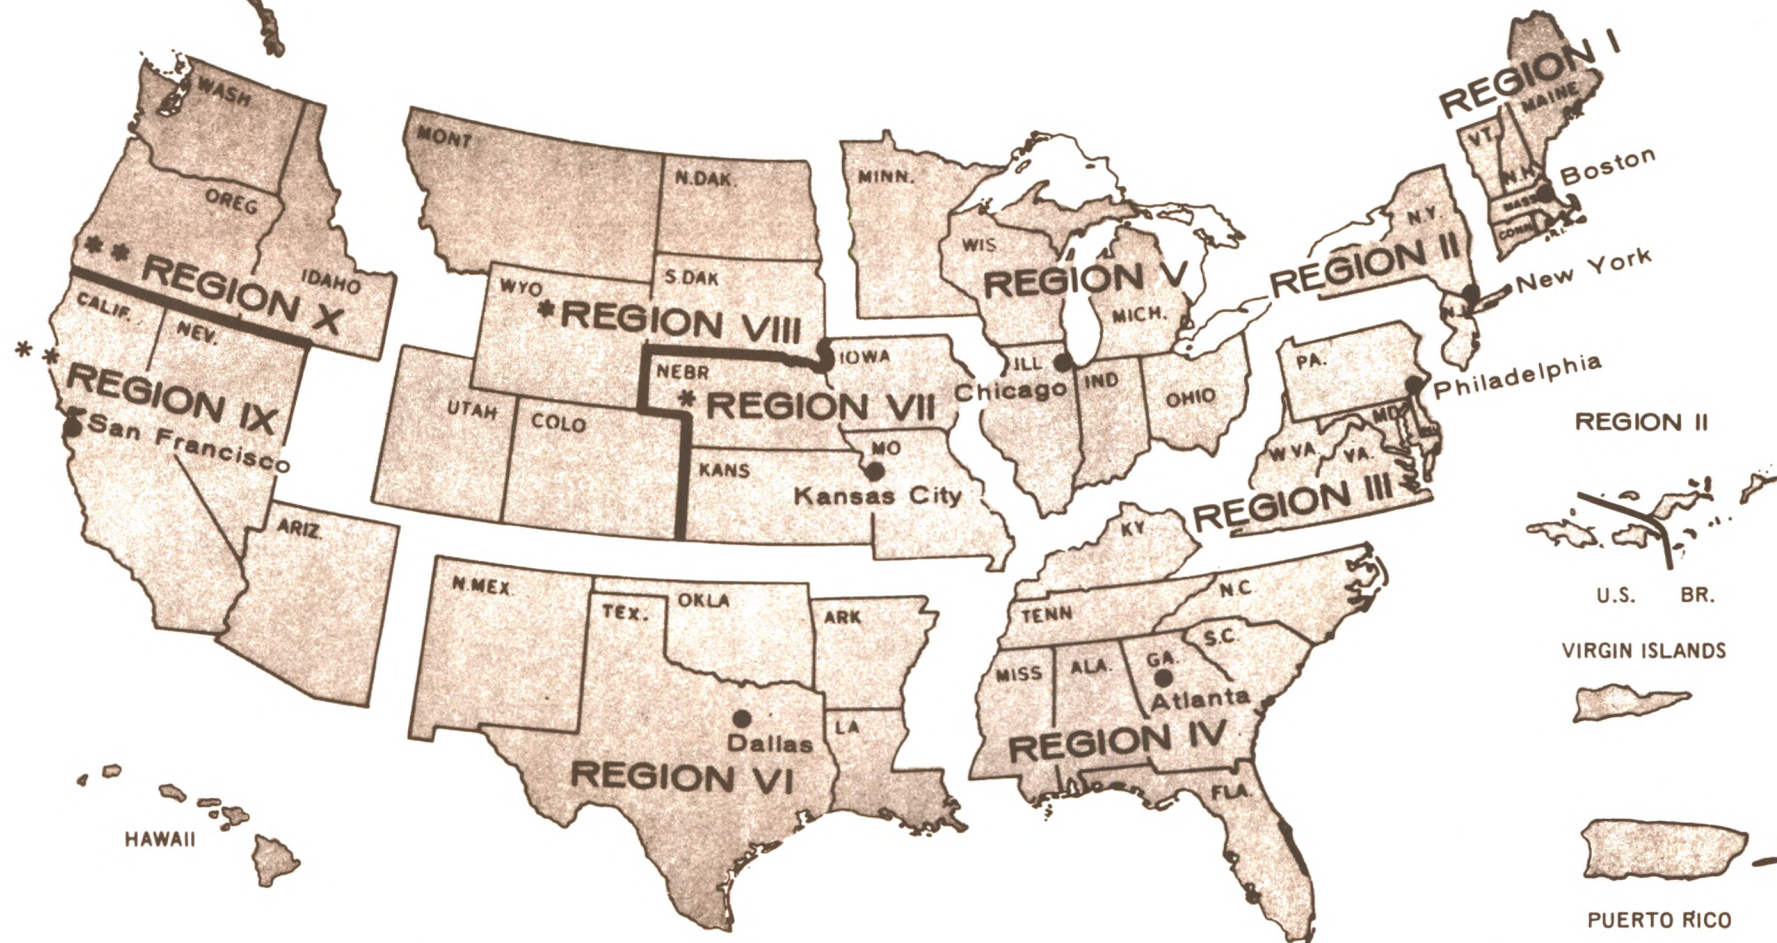 REGION I
MAINE
VT.
N.H.
MASS
CONN
R.I.
Boston
WASH
OREG
IDAHO
** REGION X
MONT
N.DAK.
S.DAK
WYO
*REGION VIII
UTAH
COLO
CALIF.
NEV.
** REGION IX
San Francisco
ARIZ.
NEBR
IOWA
* REGION VII
KANS
MO
Kansas City
MINN.
WIS
REGION V
MICH.
ILL
Chicago
IND
OHIO
N.Y.
REGION II
New York
N.J.
PA.
Philadelphia
MD.
W VA.
VA.
REGION III
KY
TENN
N.C
S.C.
MISS
ALA.
GA.
Atlanta
REGION IV
FLA.
N.MEX
TEX.
OKLA
ARK
LA
Dallas
REGION VI
HAWAII
REGION II
U.S. BR.
VIRGIN ISLANDS
PUERTO RICO